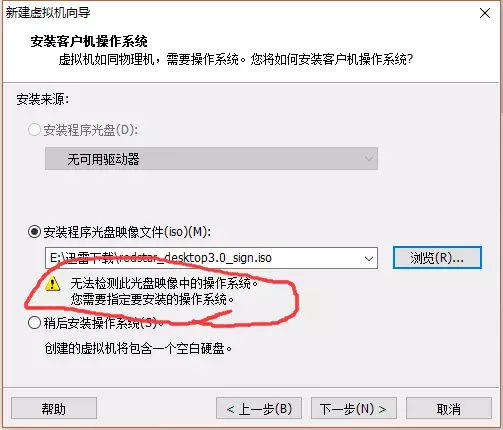 新建虚拟机向导
安装客户机操作系统
虚拟机如同物理机，需要操作系统。您将如何安装客户机操作系统?
安装来源:
安装程序光盘(D):
无可用驱动器
安装程序光盘映像文件(iso)(M):
E:\迅雷下载\redstar_desktop3.0_sign.iso
浏览(R)...
无法检测此光盘映像中的操作系统。
您需要指定要安装的操作系统。
稍后安装操作系统(S)。
创建的虚拟机将包含一个空白硬盘。
帮助
< 上一步(B)
下一步(N) >
取消